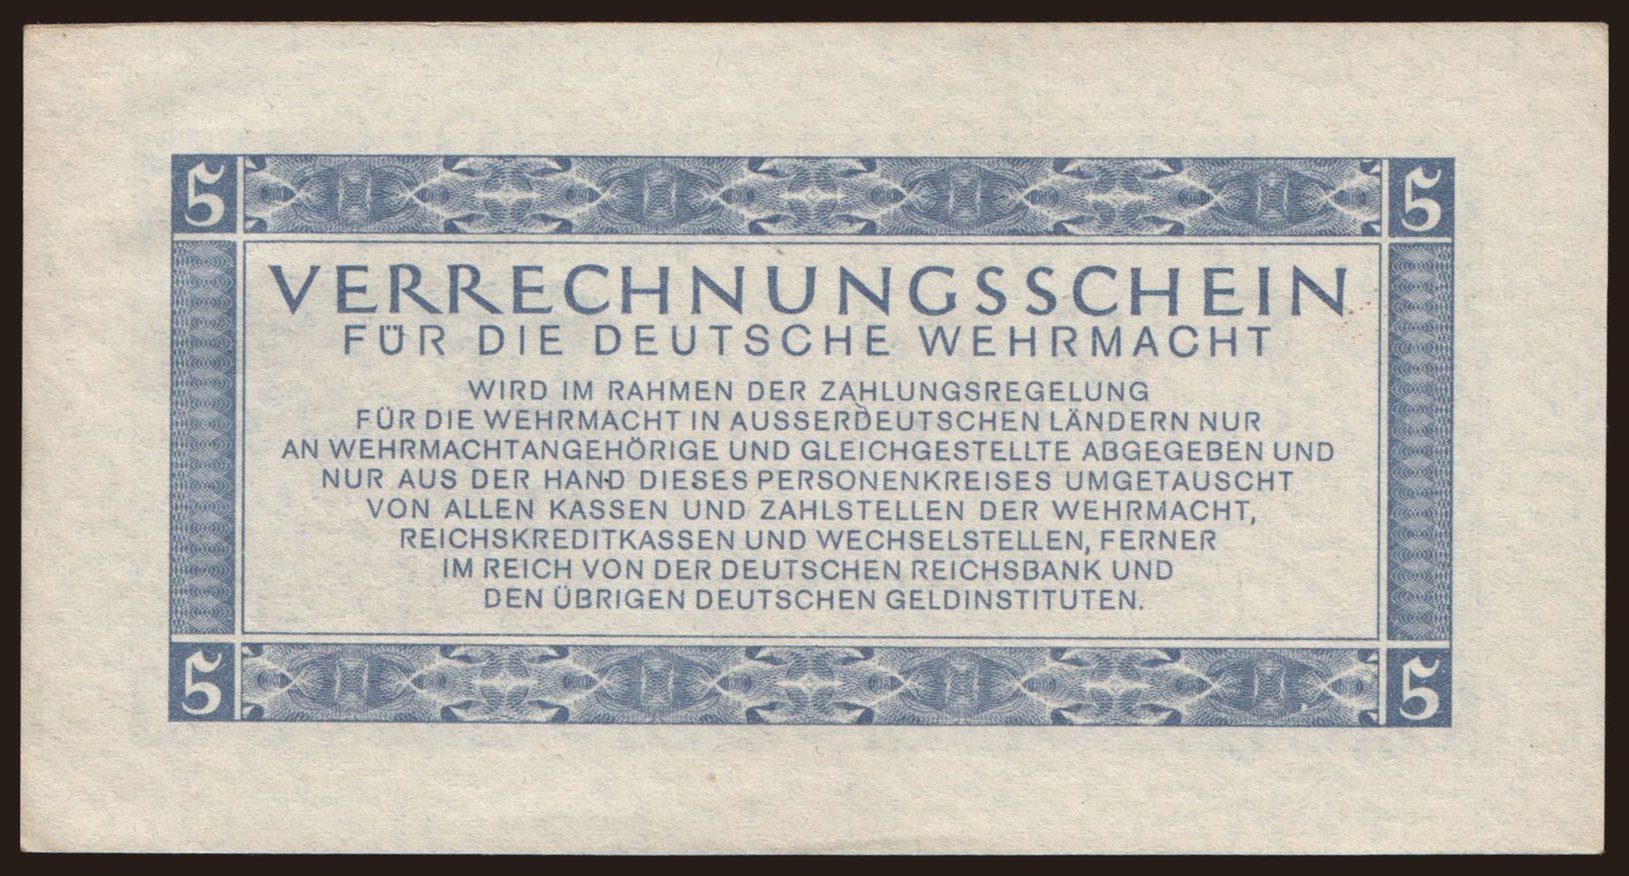 5 5
VERRECHNUNGSSCHEIN
FÜR DIE DEUTSCHE WEHRMACHT
WIRD IM RAHMEN DER ZAHLUNGSREGELUNG
FÜR DIE WEHRMACHT IN AUSSERDEUTSCHEN LÄNDERN NUR
AN WEHRMACHTANGEHÖRIGE UND GLEICHGESTELLTE ABGEGEBEN UND
NUR AUS DER HAND DIESES PERSONENKREISES UMGETAUSCHT
VON ALLEN KASSEN UND ZAHLSTELLEN DER WEHRMACHT,
REICHSKREDITKASSEN UND WECHSELSTELLEN, FERNER
IM REICH VON DER DEUTSCHEN REICHSBANK UND
DEN ÜBRIGEN DEUTSCHEN GELDINSTITUTEN.
5 5